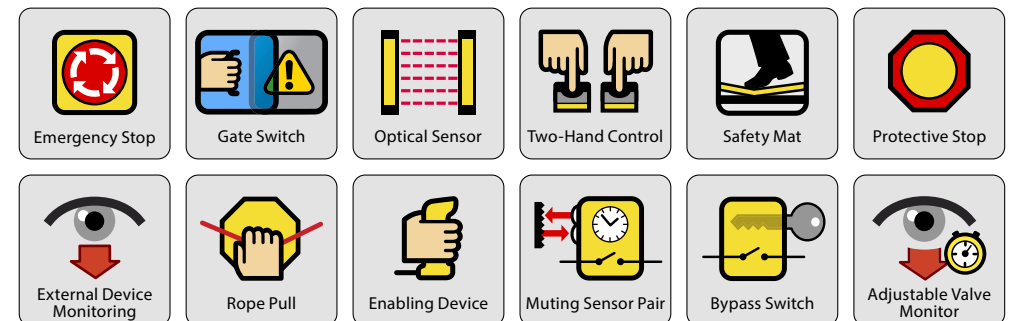 Emergency Stop
Gate Switch
Optical Sensor
Two-Hand Control
Safety Mat
Protective Stop
External Device
Monitoring
Rope Pull
Enabling Device
Muting Sensor Pair
Bypass Switch
Adjustable Valve
Monitor